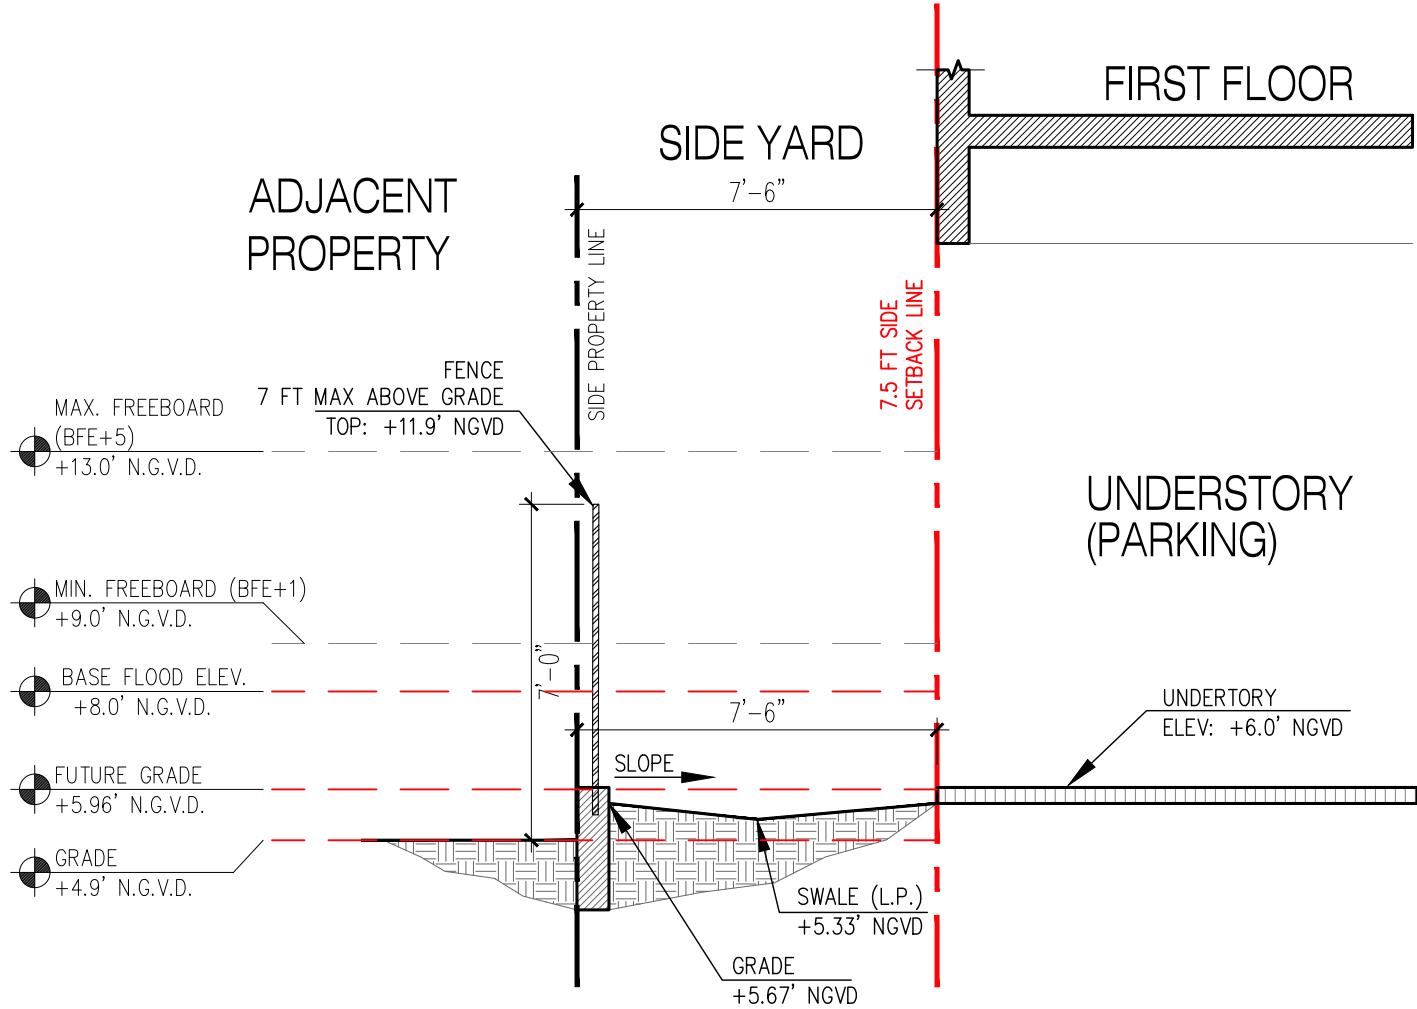 FIRST FLOOR
SIDE YARD
7'-6"
ADJACENT
PROPERTY
SIDE PROPERTY LINE
7.5 FT SIDE
SETBACK LINE
FENCE
7 FT MAX ABOVE GRADE
TOP: +11.9' NGVD
MAX. FREEBOARD
(BFE+5)
+13.0' N.G.V.D.
UNDERSTORY
(PARKING)
MIN. FREEBOARD (BFE+1)
+9.0' N.G.V.D.
7'-0"
BASE FLOOD ELEV.
+8.0' N.G.V.D.
7'-6"
UNDERTORY
ELEV: +6.0' NGVD
SLOPE
FUTURE GRADE
+5.96' N.G.V.D.
GRADE
+4.9' N.G.V.D.
SWALE (L.P.)
+5.33' NGVD
GRADE
+5.67' NGVD